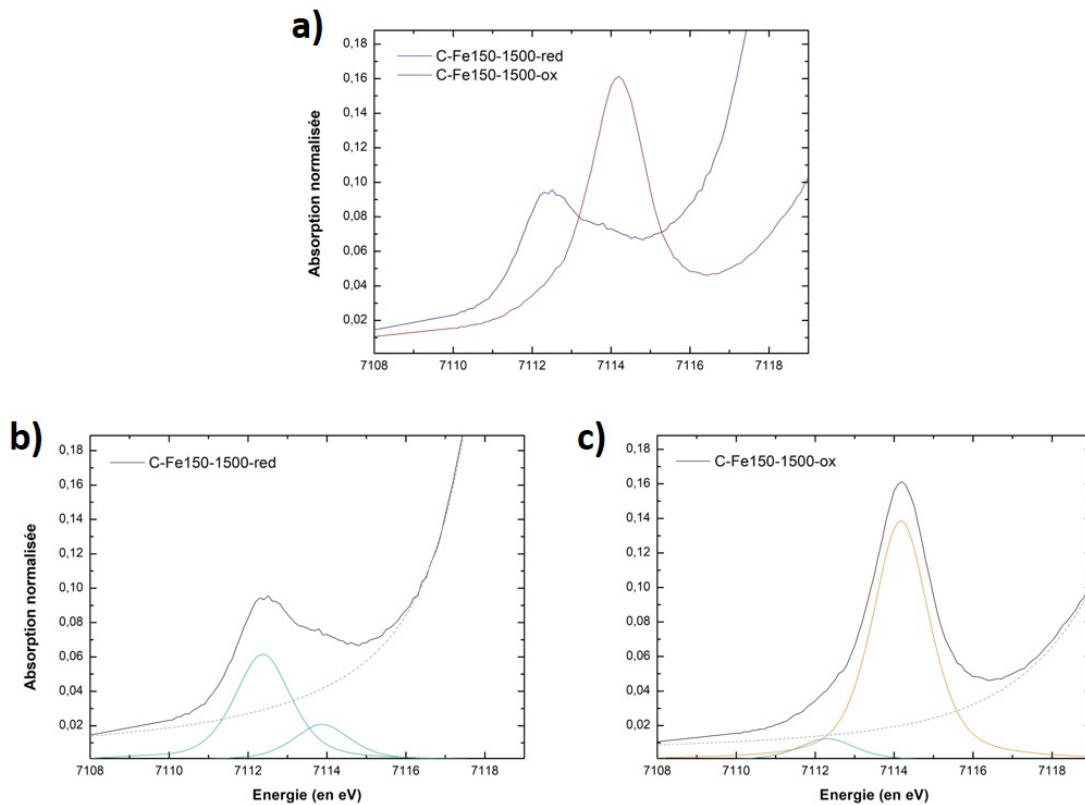 a)
0,18
0,16
0,14
0,12
0,10
0,08
0,06
0,04
0,02
Absorption normalisée
C-Fe150-1500-red
C-Fe150-1500-ox
7108 7110 7112 7114 7116 7118
b)
0,18
0,16
0,14
0,12
0,10
0,08
0,06
0,04
0,02
Absorption normalisée
C-Fe150-1500-red
7108 7110 7112 7114 7116 7118
Energie (en eV)
c)
0,18
0,16
0,14
0,12
0,10
0,08
0,06
0,04
0,02
C-Fe150-1500-ox
7108 7110 7112 7114 7116 7118
Energie (en eV)